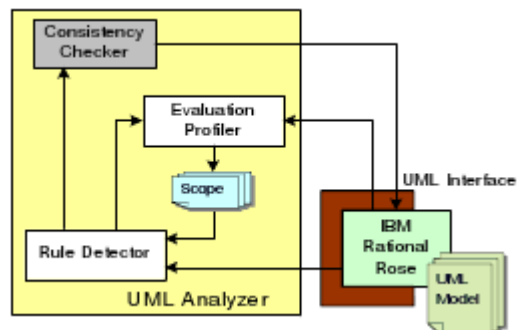 Consistency
Checker
Evaluation
Profiler
Scope
UML Interface
Rule Detector
IBM
Rational
Rose
UML
Model
UML Analyzer